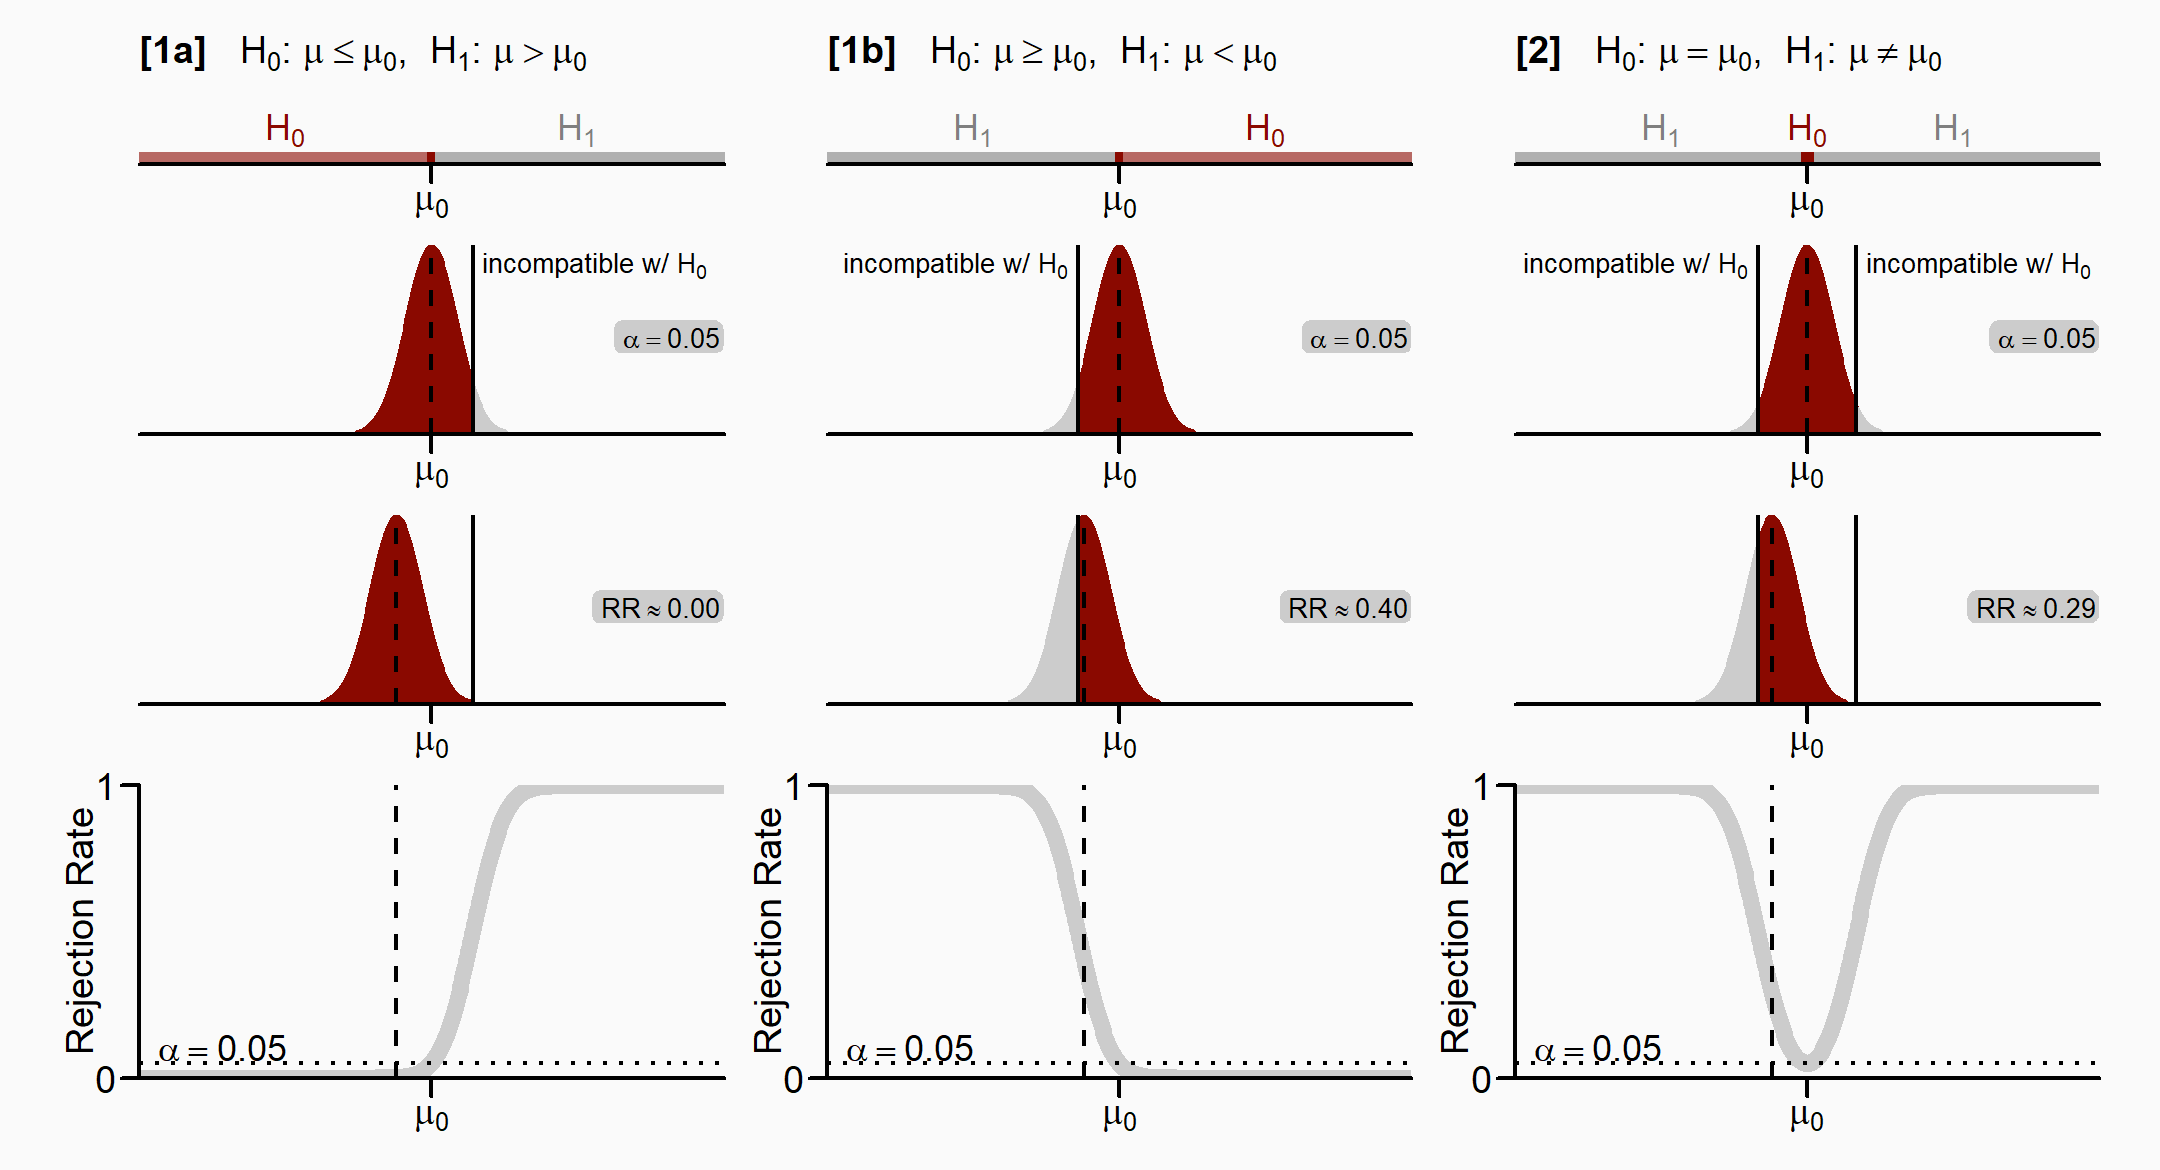 [1a] H₀: μ ≤ μ₀, H₁: μ > μ₀
H₀ H₁
μ₀
incompatible w/ H₀
α = 0.05
μ₀
RR ≈ 0.00
μ₀
1
Rejection Rate
α = 0.05
0
μ₀
[1b] H₀: μ ≥ μ₀, H₁: μ < μ₀
H₁ H₀
μ₀
incompatible w/ H₀
α = 0.05
μ₀
RR ≈ 0.40
μ₀
1
Rejection Rate
α = 0.05
0
μ₀
[2] H₀: μ = μ₀, H₁: μ ≠ μ₀
H₁ H₀ H₁
μ₀
incompatible w/ H₀ incompatible w/ H₀
α = 0.05
μ₀
RR ≈ 0.29
μ₀
1
Rejection Rate
α = 0.05
0
μ₀